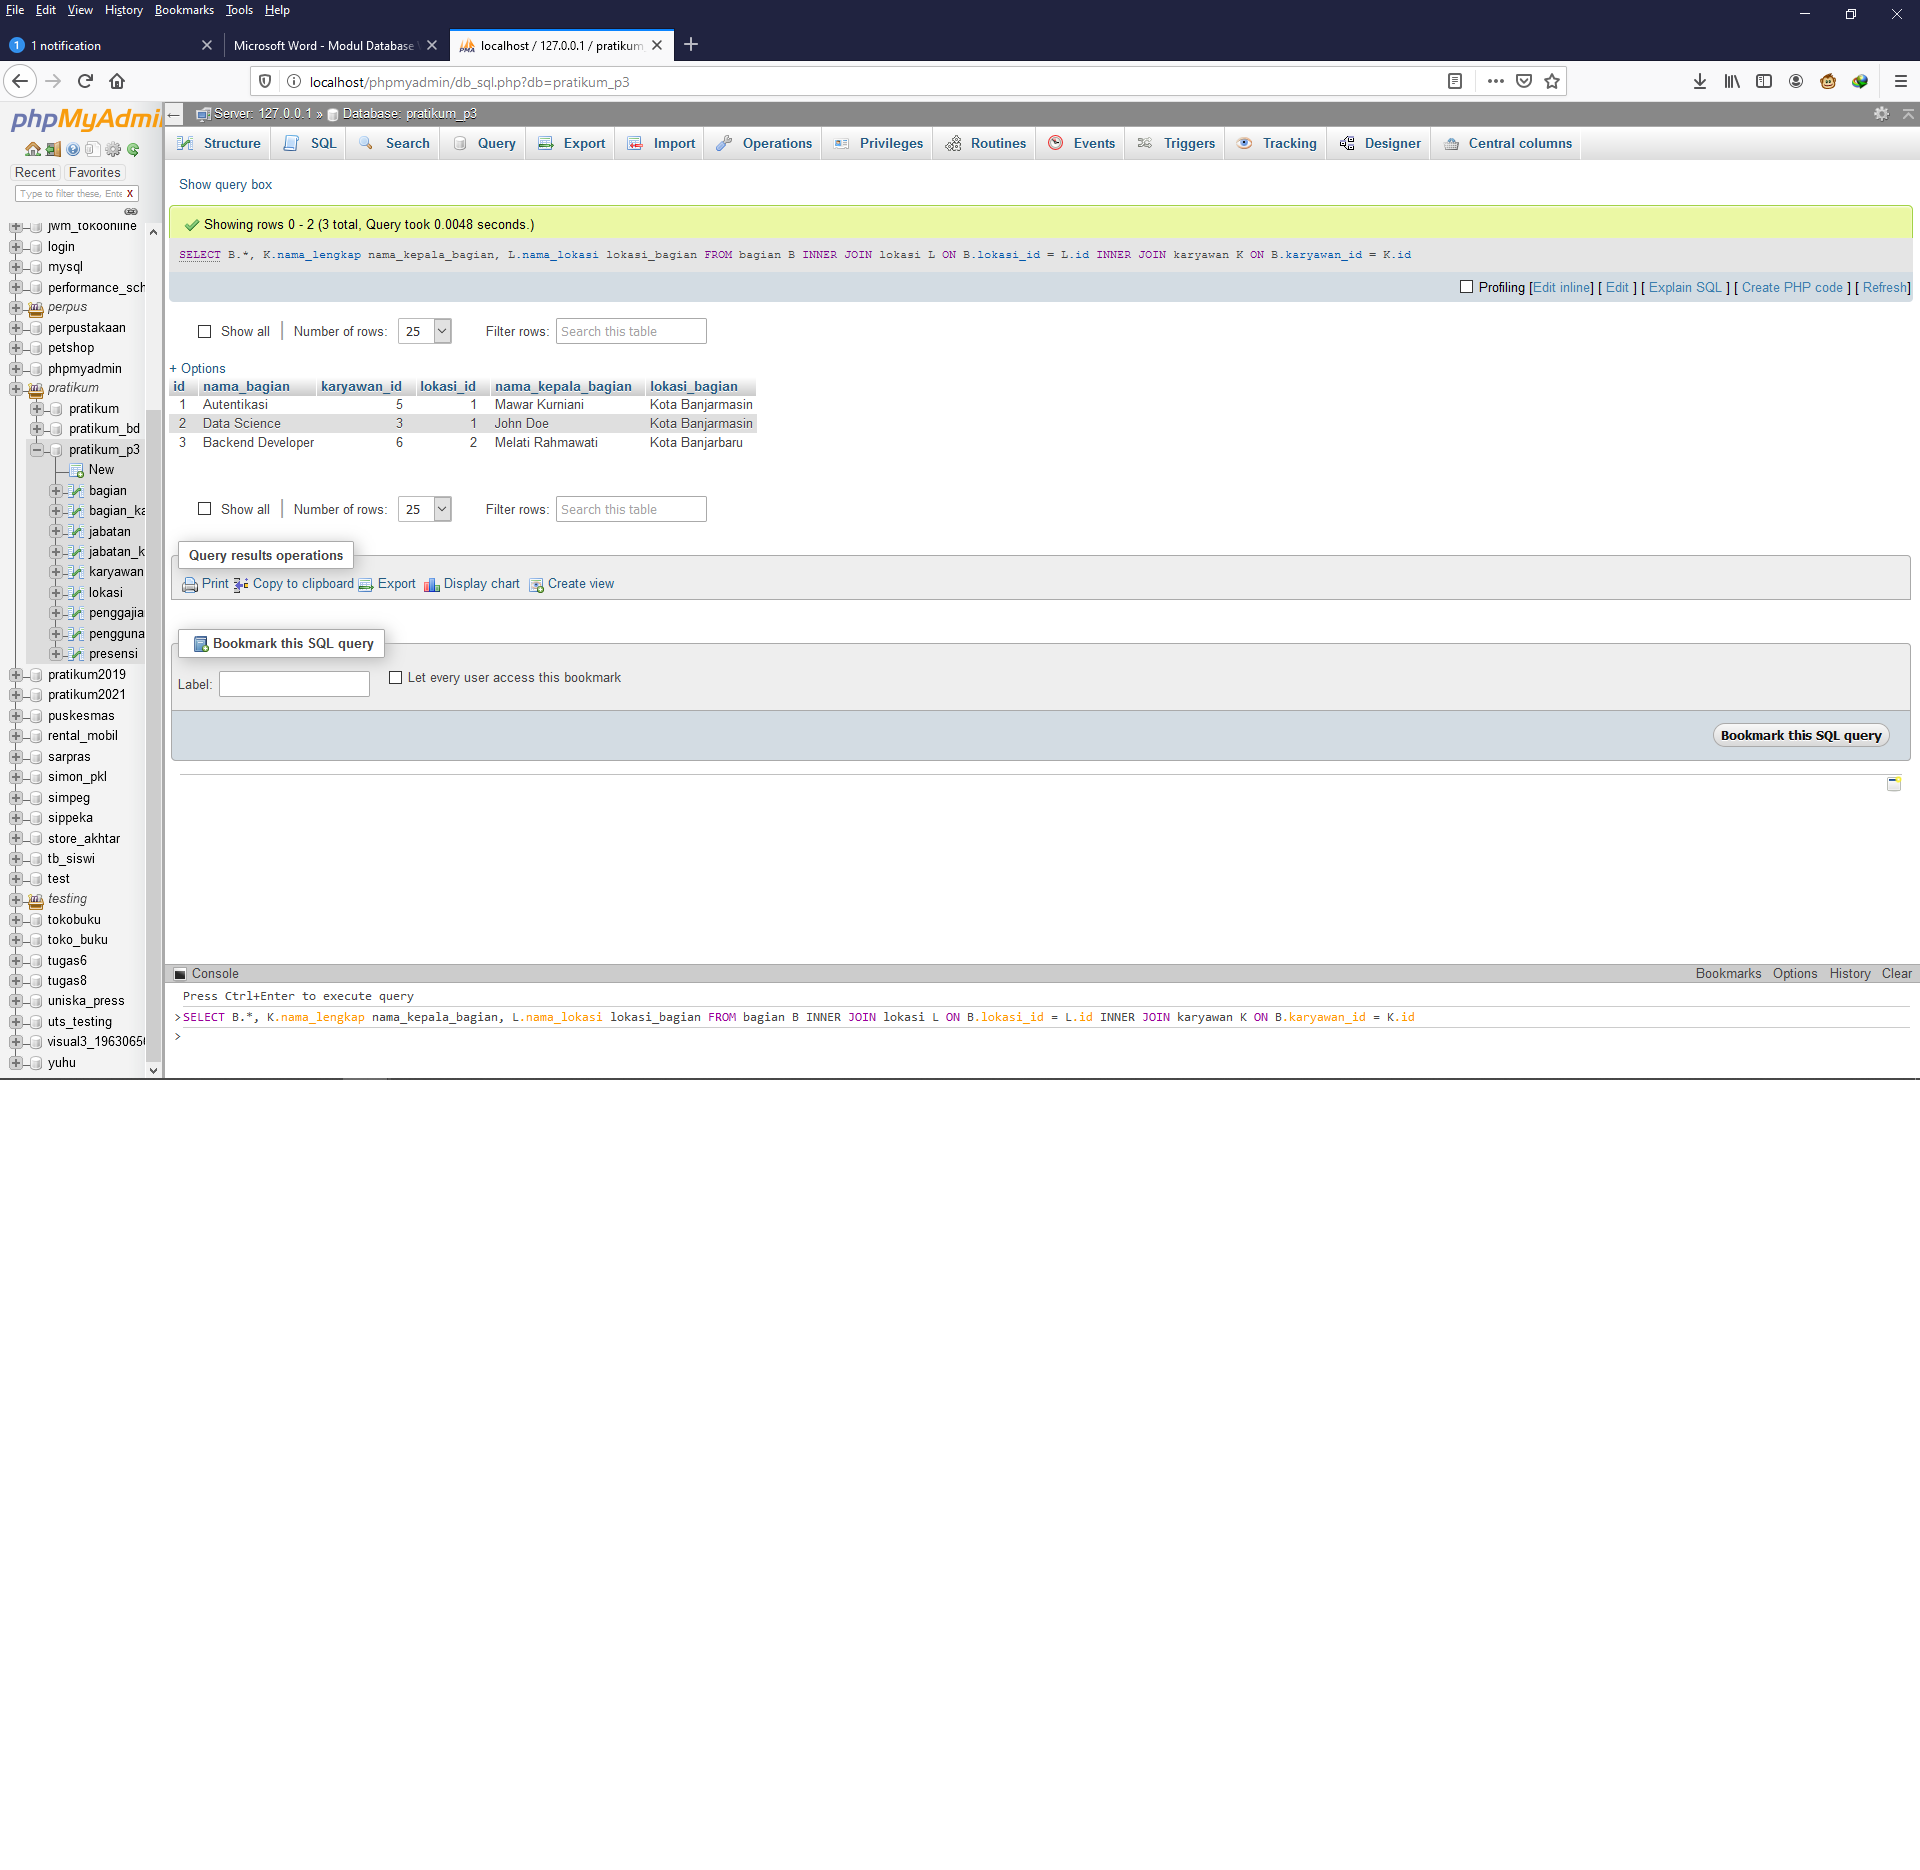 File Edit View History Bookmarks Tools Help
1 notification
Microsoft Word - Modul Database
localhost / 127.0.0.1 / pratikum
localhost/phpmyadmin/db_sql.php?db=pratikum_p3
phpMyAdmi
Server: 127.0.0.1 » Database: pratikum_p3
Structure SQL Search Query Export Import Operations Privileges Routines Events Triggers Tracking Designer Central columns
Recent Favorites
Type to filter these, Ente X
jwm_tokoonline
login
mysql
performance_sch
perpus
perpustakaan
petshop
phpmyadmin
pratikum
pratikum
pratikum_bd
pratikum_p3
New
bagian
bagian_ka
jabatan
jabatan_k
karyawan
lokasi
penggajia
pengguna
presensi
pratikum2019
pratikum2021
puskesmas
rental_mobil
sarpras
simon_pkl
simpeg
sippeka
store_akhtar
tb_siswi
test
testing
tokobuku
toko_buku
tugas6
tugas8
uniska_press
uts_testing
visual3_1963065
yuhu
Show query box
Showing rows 0 - 2 (3 total, Query took 0.0048 seconds.)
SELECT B.*, K.nama_lengkap nama_kepala_bagian, L.nama_lokasi lokasi_bagian FROM bagian B INNER JOIN lokasi L ON B.lokasi_id = L.id INNER JOIN karyawan K ON B.karyawan_id = K.id
Profiling [Edit inline] [ Edit ] [ Explain SQL ] [ Create PHP code ] [ Refresh]
Show all Number of rows: 25 Filter rows: Search this table
+ Options
id nama_bagian karyawan_id lokasi_id nama_kepala_bagian lokasi_bagian
1 Autentikasi 5 1 Mawar Kurniani Kota Banjarmasin
2 Data Science 3 1 John Doe Kota Banjarmasin
3 Backend Developer 6 2 Melati Rahmawati Kota Banjarbaru
Show all Number of rows: 25 Filter rows: Search this table
Query results operations
Print Copy to clipboard Export Display chart Create view
Bookmark this SQL query
Label: Let every user access this bookmark
Bookmark this SQL query
Console Bookmarks Options History Clear
Press Ctrl+Enter to execute query
>SELECT B.*, K.nama_lengkap nama_kepala_bagian, L.nama_lokasi lokasi_bagian FROM bagian B INNER JOIN lokasi L ON B.lokasi_id = L.id INNER JOIN karyawan K ON B.karyawan_id = K.id
>